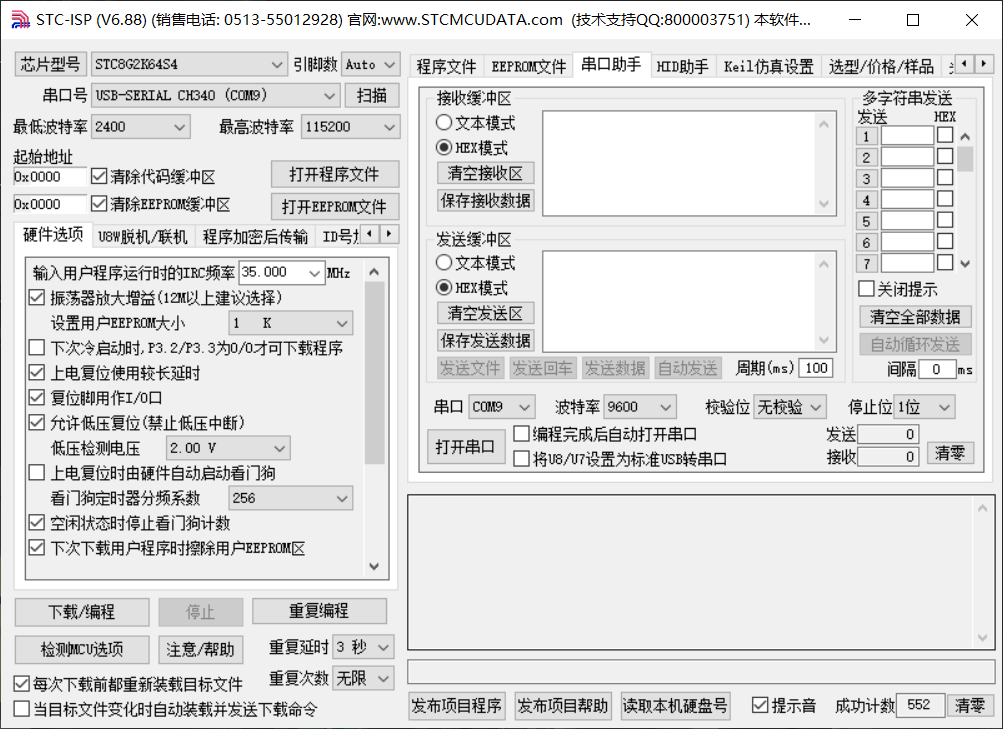 STC-ISP (V6.88) (销售电话: 0513-55012928) 官网:www.STCMCUDATA.com (技术支持QQ:800003751) 本软件...
芯片型号 STC8G2K64S4 引脚数 Auto
串口号 USB-SERIAL CH340 (COM9) 扫描
最低波特率 2400 最高波特率 115200
起始地址
0x0000 清除代码缓冲区 打开程序文件
0x0000 清除EEPROM缓冲区 打开EEPROM文件
硬件选项 U8W脱机/联机 程序加密后传输 ID号
输入用户程序运行时的IRC频率 35.000 MHz
振荡器放大增益(12M以上建议选择)
设置用户EEPROM大小 1 K
下次冷启动时,P3.2/P3.3为0/0才可下载程序
上电复位使用较长延时
复位脚用作I/O口
允许低压复位(禁止低压中断)
低压检测电压 2.00 V
上电复位时由硬件自动启动看门狗
看门狗定时器分频系数 256
空闲状态时停止看门狗计数
下次下载用户程序时擦除用户EEPROM区
下载/编程 停止 重复编程
检测MCU选项 注意/帮助 重复延时 3 秒
重复次数 无限
每次下载前都重新装载目标文件
当目标文件变化时自动装载并发送下载命令
程序文件 EEPROM文件 串口助手 HID助手 Keil仿真设置 选型/价格/样品
接收缓冲区
文本模式
HEX模式
清空接收区
保存接收数据
发送缓冲区
文本模式
HEX模式
清空发送区
保存发送数据
发送文件 发送回车 发送数据 自动发送 周期(ms) 100
多字符串发送
发送 HEX
1
2
3
4
5
6
7
关闭提示
清空全部数据
自动循环发送
间隔 0 ms
串口 COM9 波特率 9600 校验位 无校验 停止位 1位
打开串口 编程完成后自动打开串口 发送 0
将U8/U7设置为标准USB转串口 接收 0 清零
发布项目程序 发布项目帮助 读取本机硬盘号 提示音 成功计数 552 清零